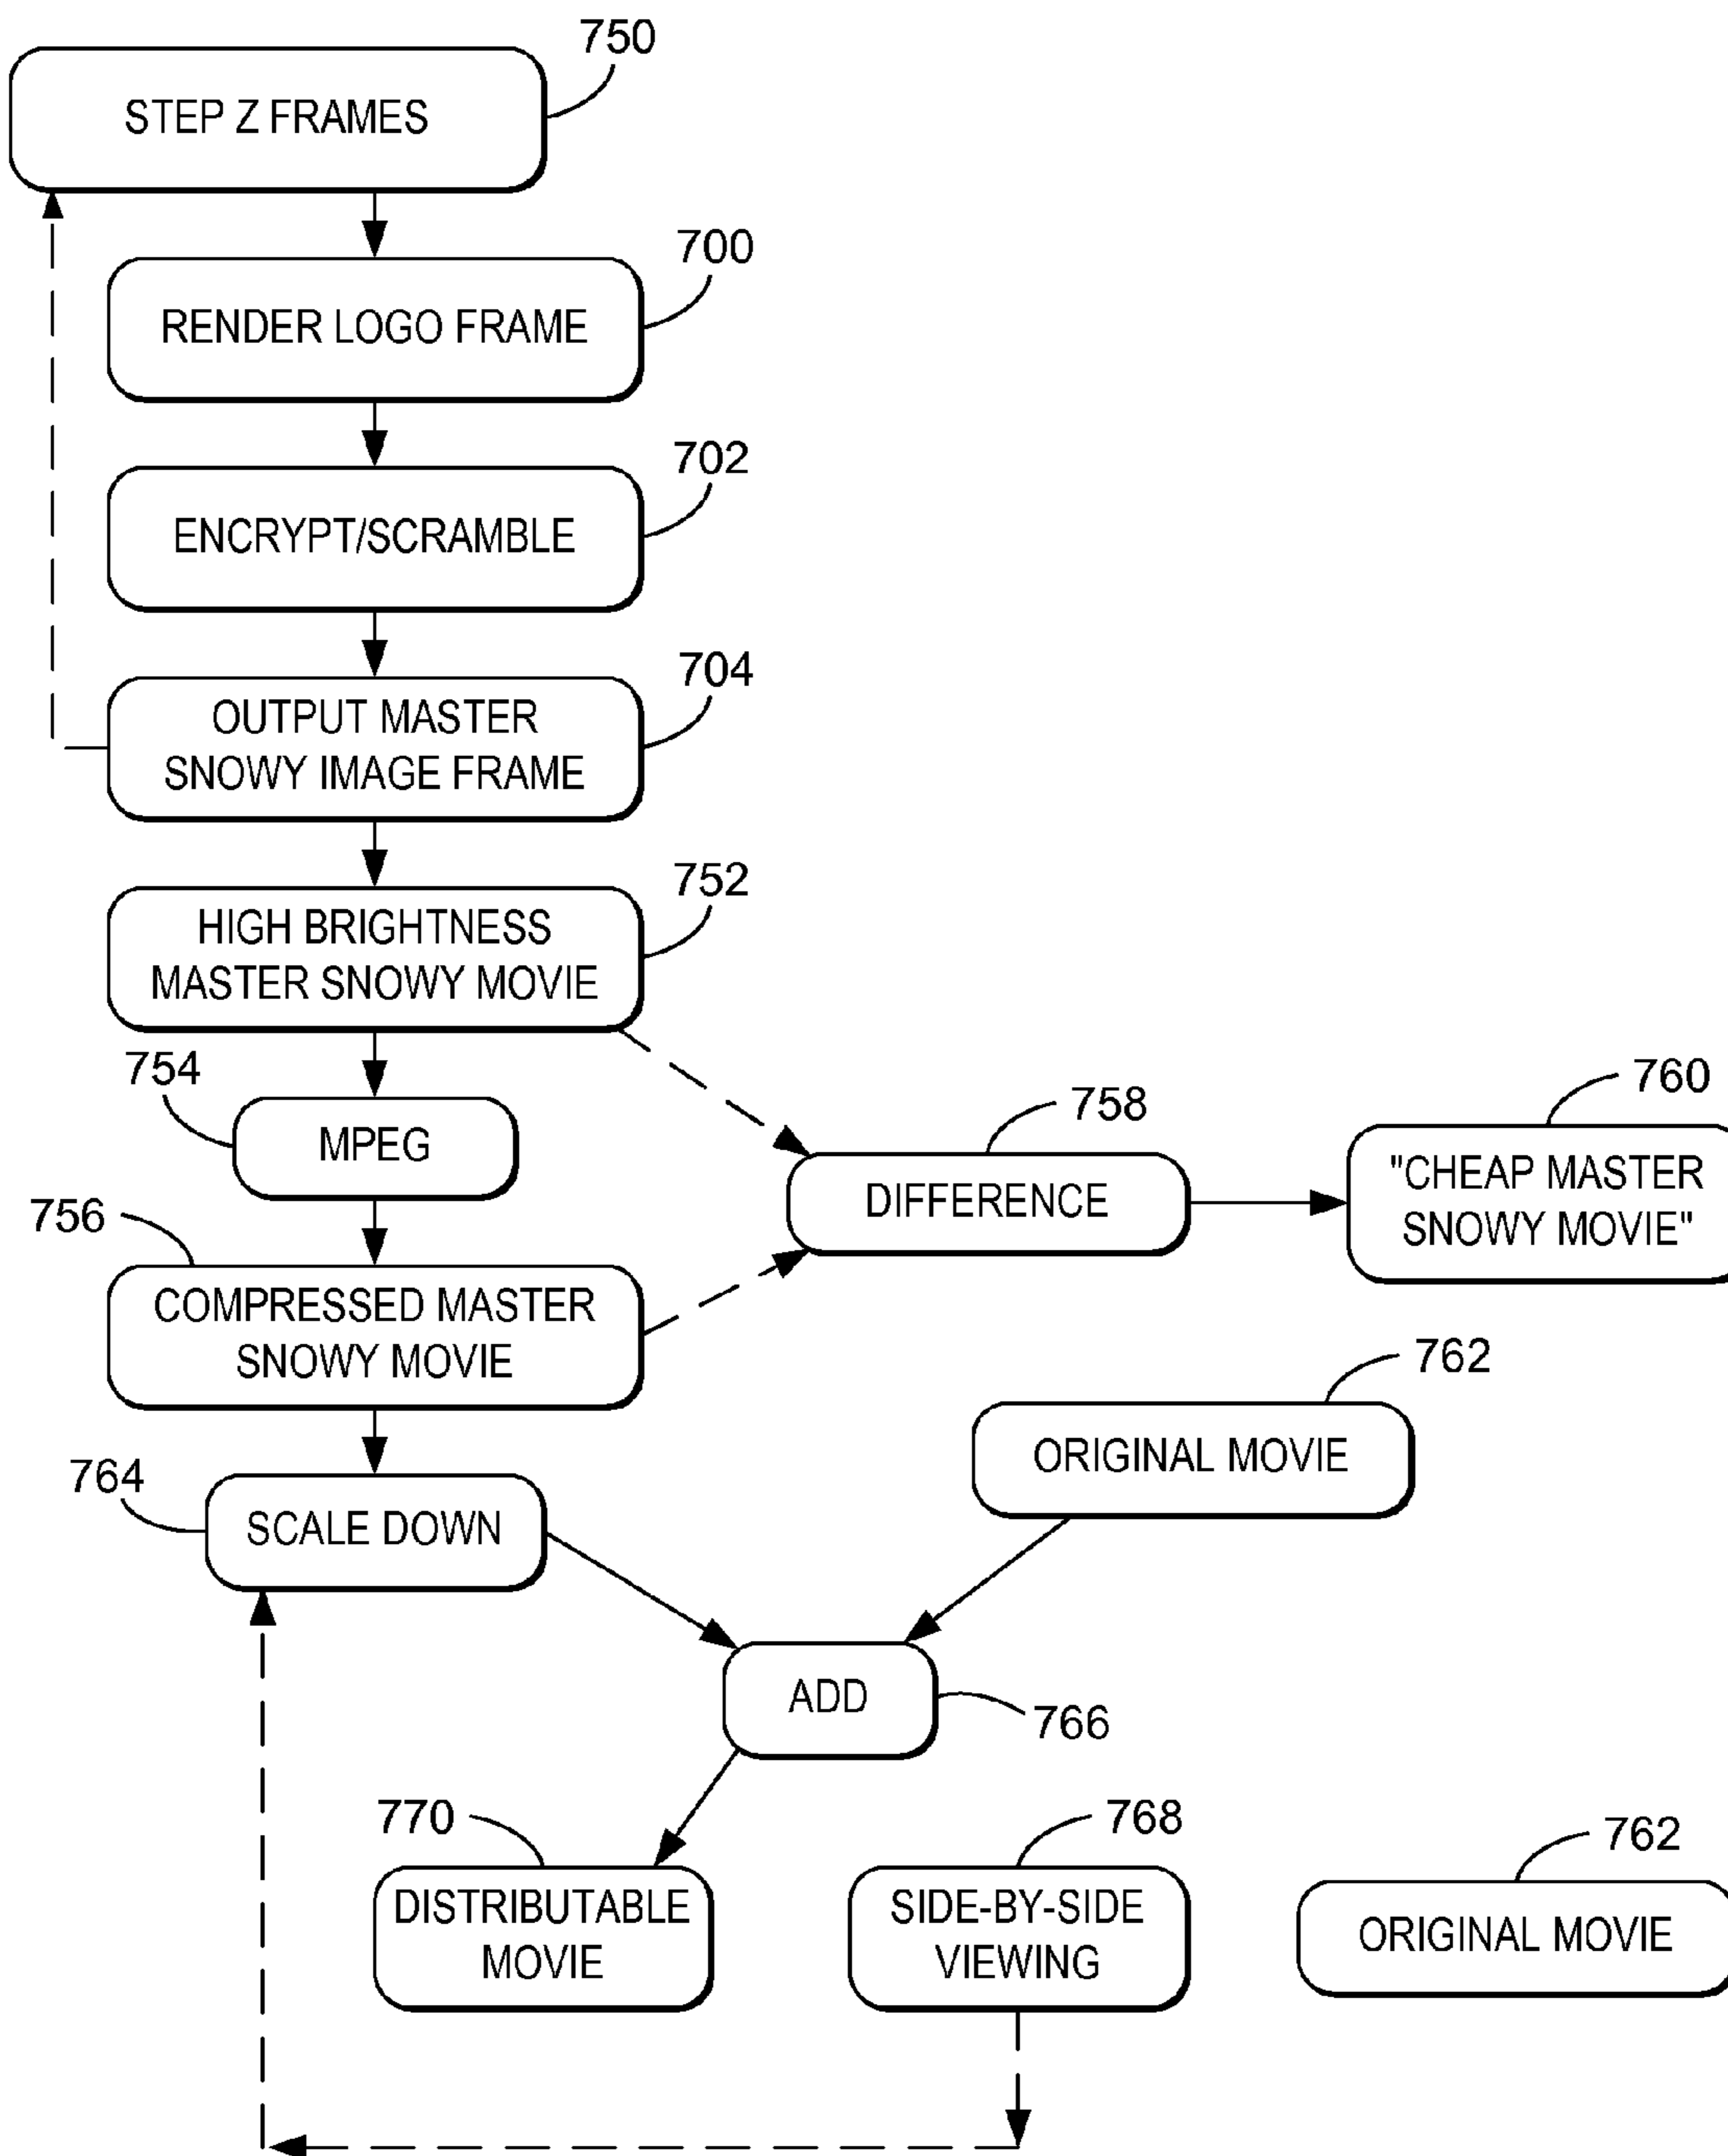 750
STEP Z FRAMES
700
RENDER LOGO FRAME
702
ENCRYPT/SCRAMBLE
704
OUTPUT MASTER
SNOWY IMAGE FRAME
752
HIGH BRIGHTNESS
MASTER SNOWY MOVIE
754
MPEG
758
DIFFERENCE
760
"CHEAP MASTER
SNOWY MOVIE"
756
COMPRESSED MASTER
SNOWY MOVIE
762
ORIGINAL MOVIE
764
SCALE DOWN
ADD
766
770
DISTRIBUTABLE
MOVIE
768
SIDE-BY-SIDE
VIEWING
762
ORIGINAL MOVIE